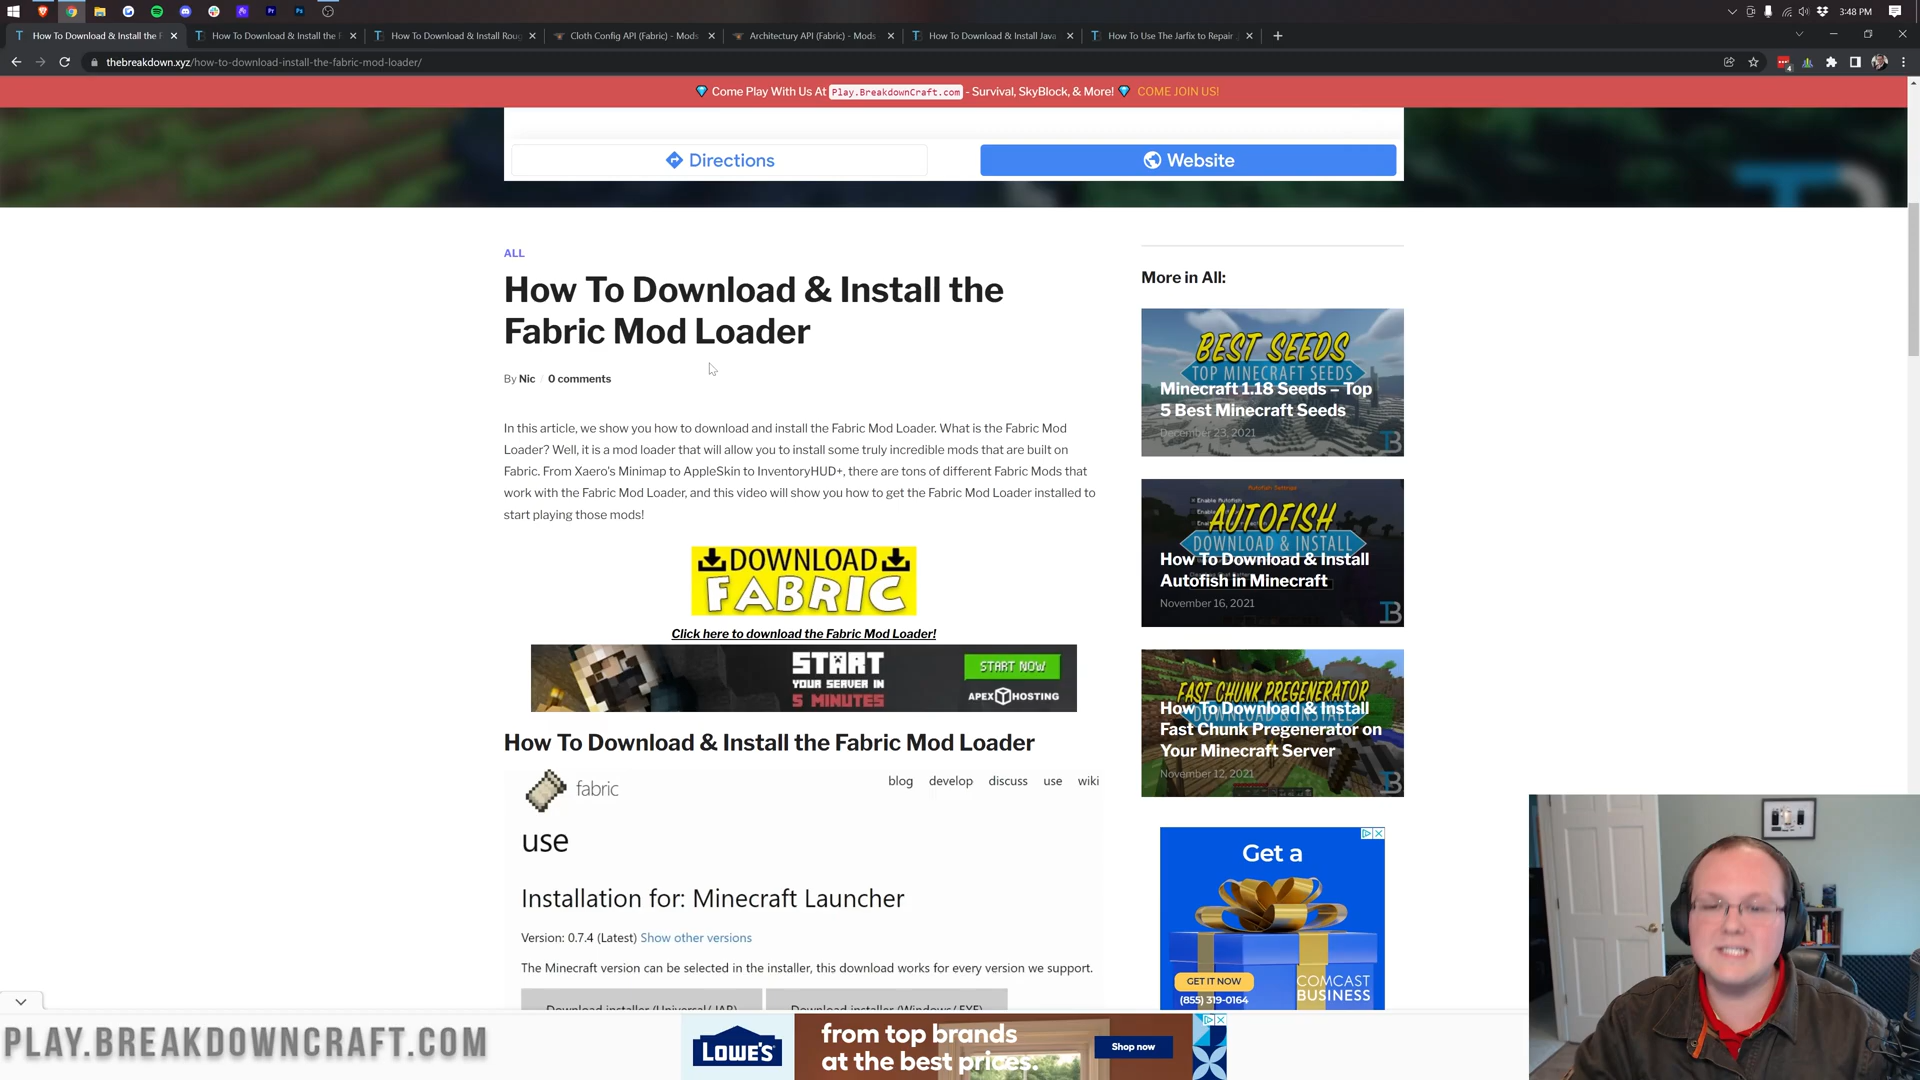 3:48 PM
How To Download & Install the F
How To Download & Install the F
How To Download & Install Roug
Cloth Config API (Fabric) - Mods
Architectury API (Fabric) - Mods
How To Download & Install Java
How To Use The Jarfix to Repair
thebreakdown.xyz/how-to-download-install-the-fabric-mod-loader/
Come Play With Us At Play.BreakdownCraft.com - Survival, SkyBlock, & More! COME JOIN US!
Directions
Website
ALL
How To Download & Install the
Fabric Mod Loader
By Nic / 0 comments
In this article, we show you how to download and install the Fabric Mod Loader. What is the Fabric Mod
Loader? Well, it is a mod loader that will allow you to install some truly incredible mods that are built on
Fabric. From Xaero's Minimap to AppleSkin to InventoryHUD+, there are tons of different Fabric Mods that
work with the Fabric Mod Loader, and this video will show you how to get the Fabric Mod Loader installed to
start playing those mods!
DOWNLOAD
FABRIC
Click here to download the Fabric Mod Loader!
START
YOUR SERVER IN
5 MINUTES
START NOW
APEX HOSTING
How To Download & Install the Fabric Mod Loader
fabric
blog develop discuss use wiki
use
Installation for: Minecraft Launcher
Version: 0.7.4 (Latest) Show other versions
The Minecraft version can be selected in the installer, this download works for every version we support.
Download installer (Universal/.JAR)
Download installer (Windows/.EXE)
More in All:
BEST SEEDS
TOP MINECRAFT SEEDS
Minecraft 1.18 Seeds – Top
5 Best Minecraft Seeds
December 23, 2021
AUTOFISH
DOWNLOAD & INSTALL
How To Download & Install
Autofish in Minecraft
November 16, 2021
FAST CHUNK PREGENERATOR
DOWNLOAD & INSTALL
How To Download & Install
Fast Chunk Pregenerator on
Your Minecraft Server
November 12, 2021
Get a
GET IT NOW
(855) 319-0164
COMCAST
BUSINESS
PLAY.BREAKDOWNCRAFT.COM
LOWE'S
from top brands
at the best prices.
Shop now